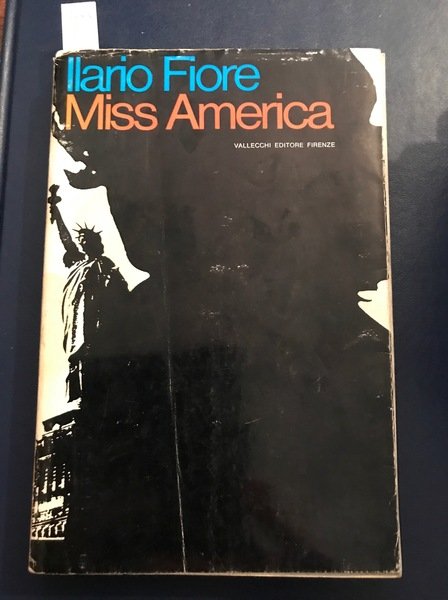 Ilario Fiore
Miss America
VALLECCHI EDITORE FIRENZE